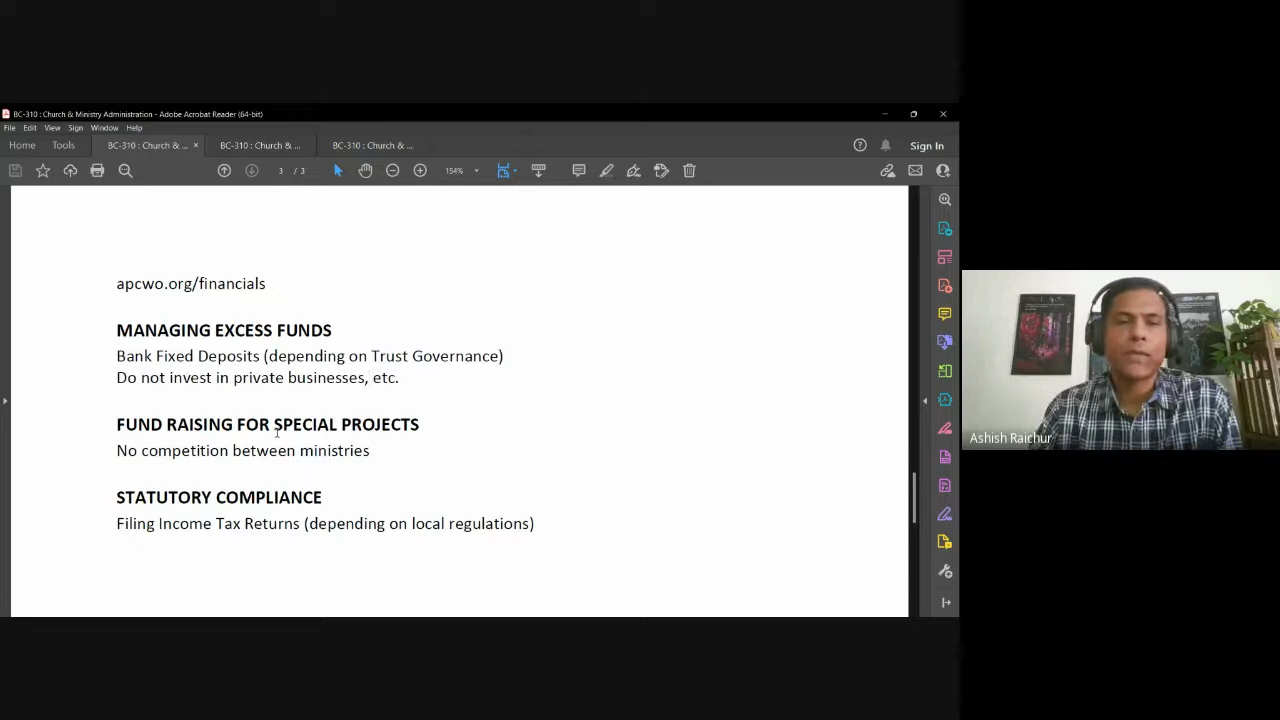 BC-310 : Church & Ministry Administration - Adobe Acrobat Reader (64-bit)
File Edit View Sign Window Help
Home Tools BC-310 : Church & ... × BC-310 : Church & ... BC-310 : Church & ... Sign In
3 / 3 154%
apcwo.org/financials
MANAGING EXCESS FUNDS
Bank Fixed Deposits (depending on Trust Governance)
Do not invest in private businesses, etc.
FUND RAISING FOR SPECIAL PROJECTS
No competition between ministries
STATUTORY COMPLIANCE
Filing Income Tax Returns (depending on local regulations)
Ashish Raichur